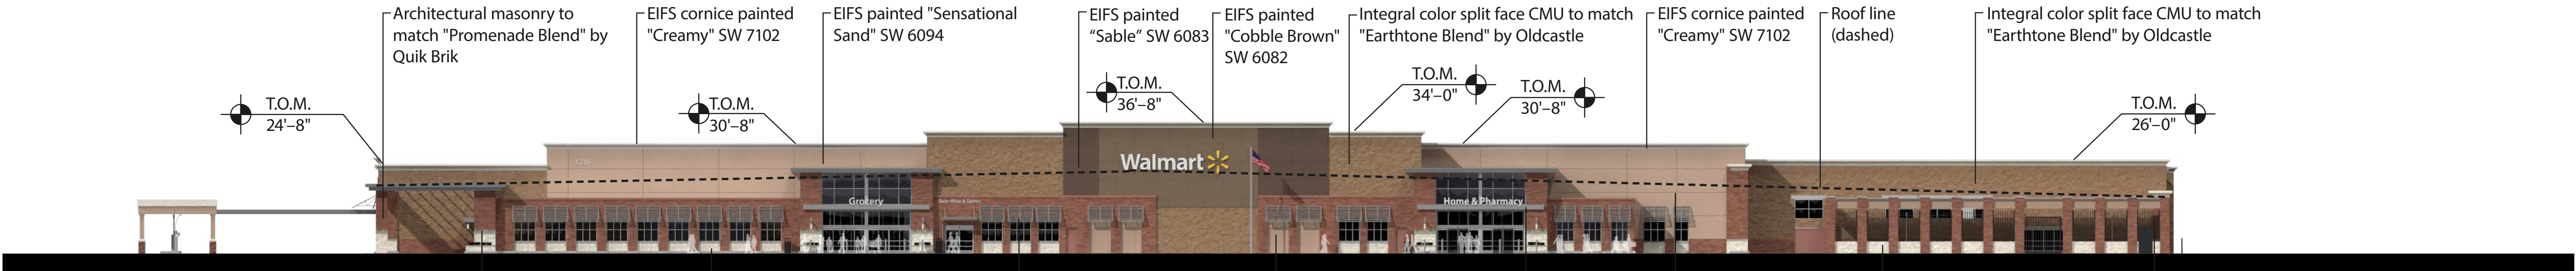 Architectural masonry to
match "Promenade Blend" by
Quik Brik
EIFS cornice painted
"Creamy" SW 7102
EIFS painted "Sensational
Sand" SW 6094
EIFS painted
“Sable” SW 6083
EIFS painted
"Cobble Brown"
SW 6082
Integral color split face CMU to match
"Earthtone Blend" by Oldcastle
EIFS cornice painted
"Creamy" SW 7102
Roof line
(dashed)
Integral color split face CMU to match
"Earthtone Blend" by Oldcastle
T.O.M.
24'–8"
T.O.M.
30'–8"
T.O.M.
36'–8"
T.O.M.
34'–0"
T.O.M.
30'–8"
T.O.M.
26'–0"
Walmart
Grocery
Beer Wine & Spirits
Home & Pharmacy